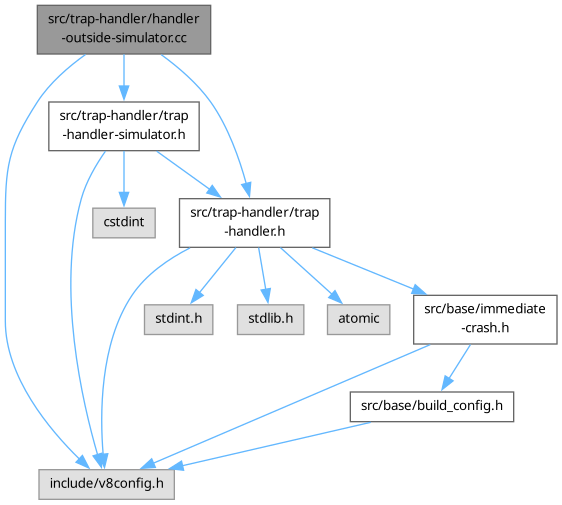 src/trap-handler/handler
-outside-simulator.cc
src/trap-handler/trap
-handler-simulator.h
cstdint
src/trap-handler/trap
-handler.h
stdint.h
stdlib.h
atomic
src/base/immediate
-crash.h
src/base/build_config.h
include/v8config.h